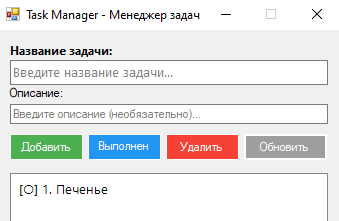 Task Manager - Менеджер задач
Название задачи:
Введите название задачи...
Описание:
Введите описание (необязательно)...
Добавить Выполнен Удалить Обновить
[O] 1. Печенье